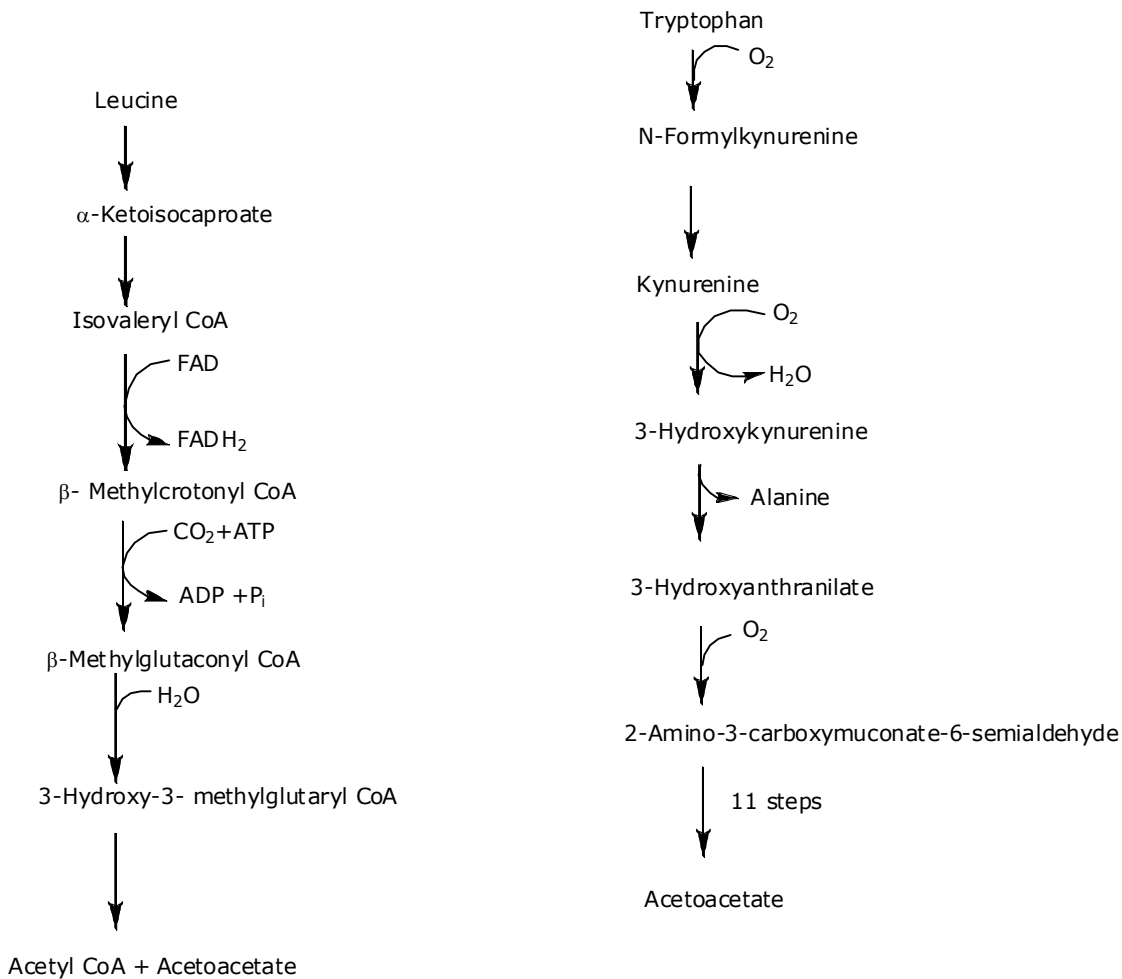 Leucine
α-Ketoisocaproate
Isovaleryl CoA
FAD
FADH₂
β- Methylcrotonyl CoA
CO₂+ATP
ADP +Pᵢ
β-Methylglutaconyl CoA
H₂O
3-Hydroxy-3- methylglutaryl CoA
Acetyl CoA + Acetoacetate
Tryptophan
O₂
N-Formylkynurenine
Kynurenine
O₂
H₂O
3-Hydroxykynurenine
Alanine
3-Hydroxyanthranilate
O₂
2-Amino-3-carboxymuconate-6-semialdehyde
11 steps
Acetoacetate